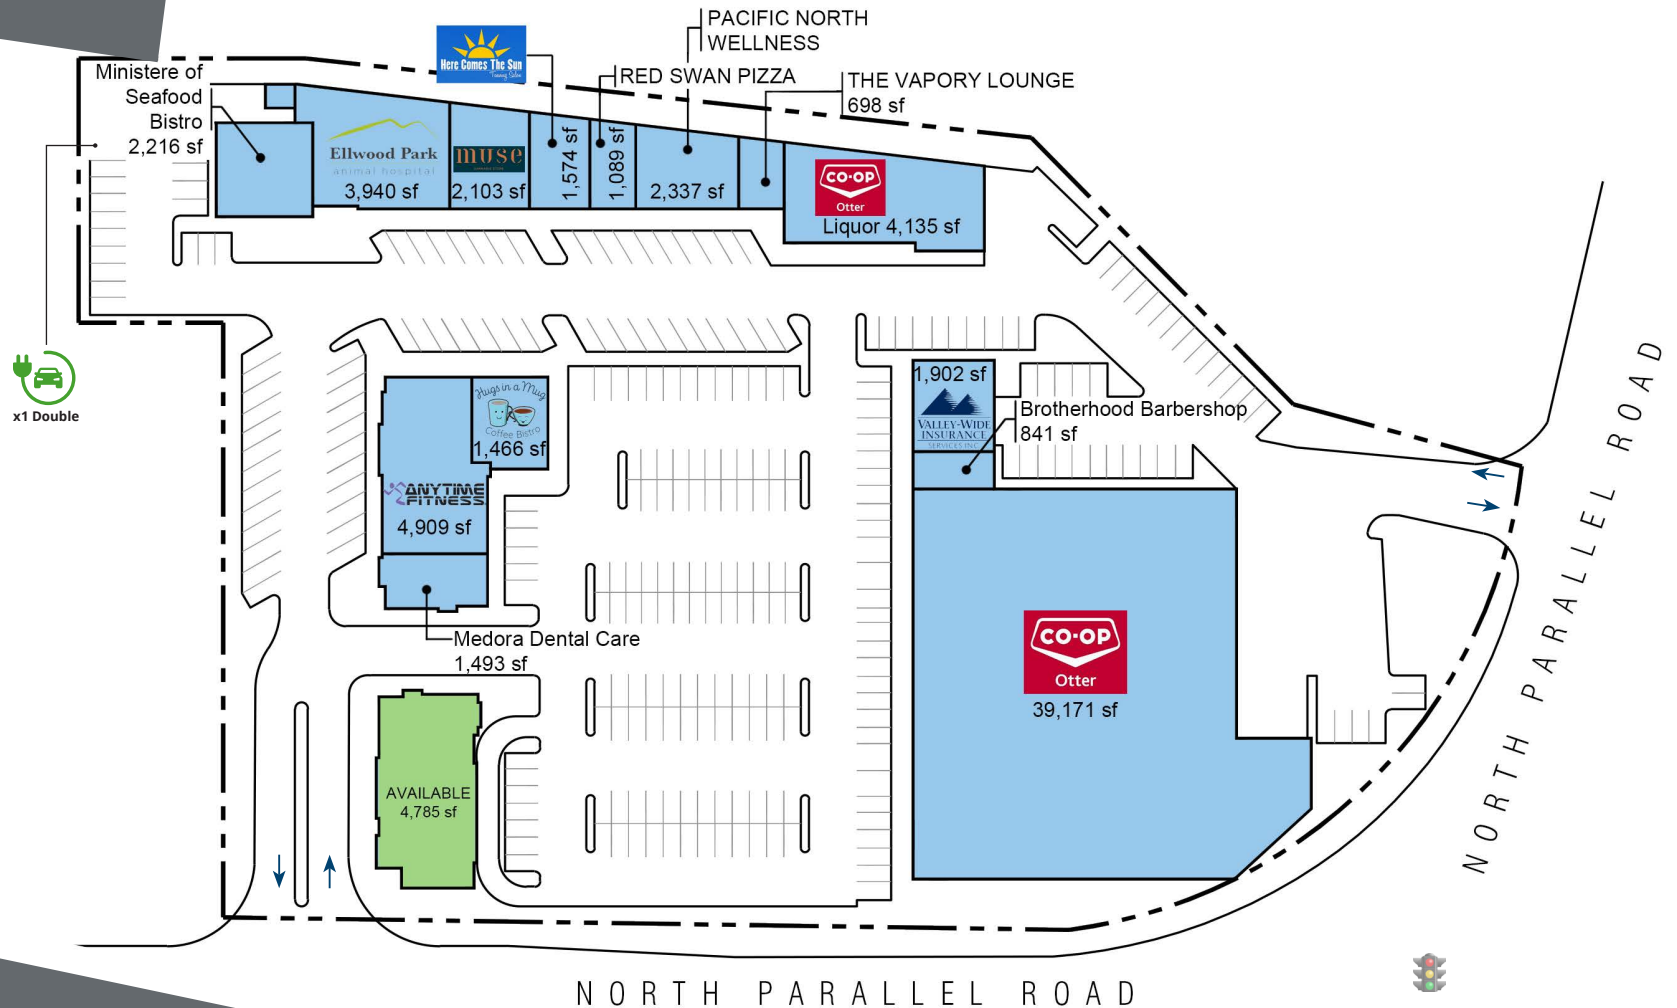 PACIFIC NORTH
WELLNESS
Here Comes The Sun
Tanning Salon
RED SWAN PIZZA
THE VAPORY LOUNGE
698 sf
Ministere of
Seafood
Bistro
2,216 sf
Ellwood Park
animal hospital
3,940 sf
muse
2,103 sf
1,574 sf
1,089 sf
2,337 sf
CO-OP
Otter
Liquor 4,135 sf
x1 Double
Hugs in a Mug
Coffee Bistro
1,466 sf
ANYTIME
FITNESS
4,909 sf
Medora Dental Care
1,493 sf
AVAILABLE
4,785 sf
1,902 sf
VALLEY-WIDE
INSURANCE
SERVICES INC
Brotherhood Barbershop
841 sf
CO-OP
Otter
39,171 sf
NORTH PARALLEL ROAD
NORTH PARALLEL ROAD